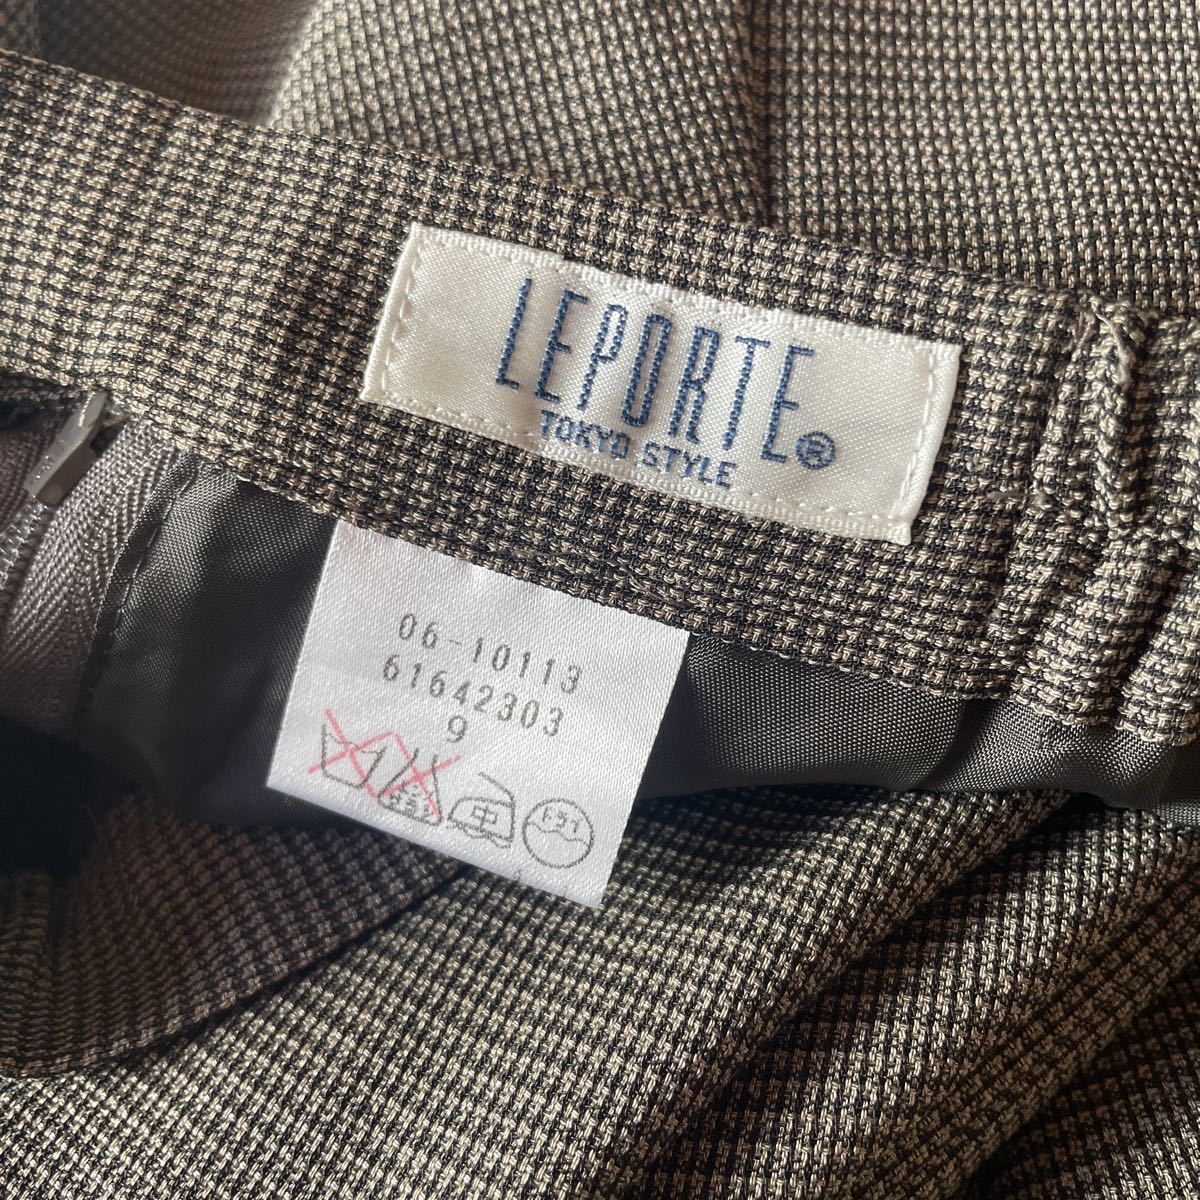 LEPORTE®
TOKYO STYLE
06-10113
61642303
9
中